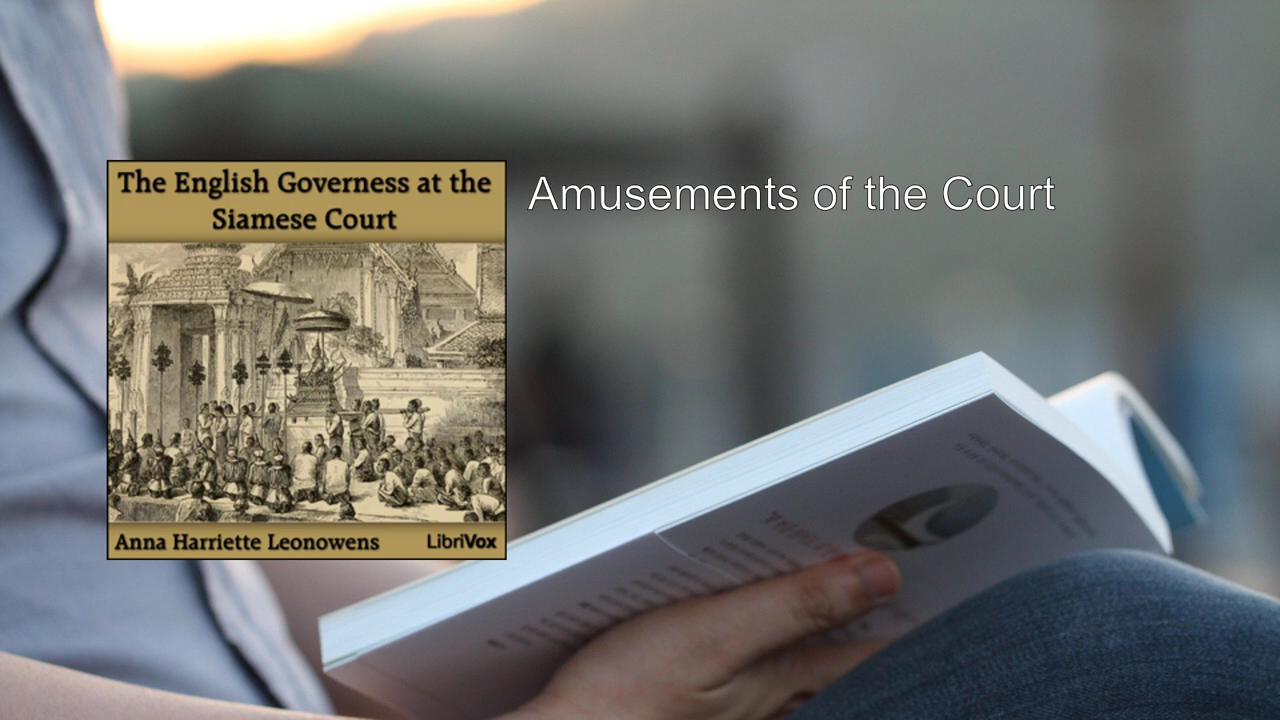 The English Governess at the
Siamese Court
Anna Harriette Leonowens
LibriVox
Amusements of the Court